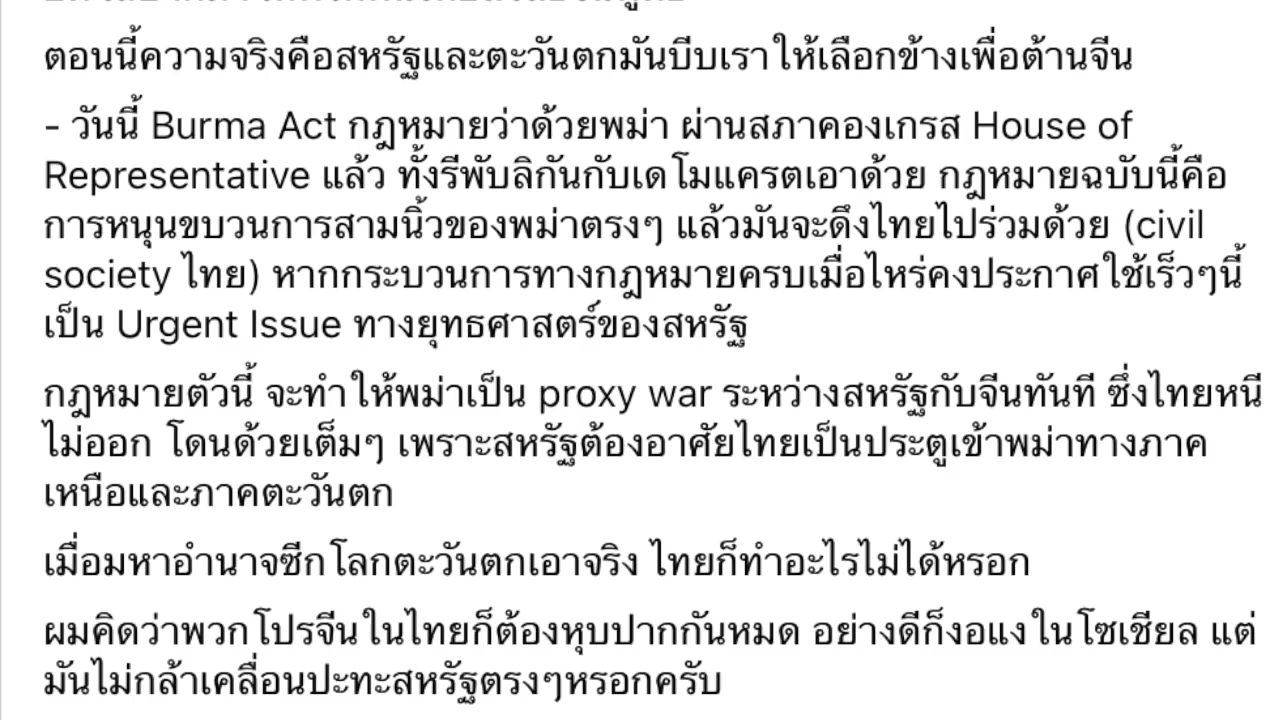 ตอนนี้ความจริงคือสหรัฐและตะวันตกมันบีบเราให้เลือกข้างเพื่อต้านจีน
- วันนี้ Burma Act กฎหมายว่าด้วยพม่า ผ่านสภาคองเกรส House of
Representative แล้ว ทั้งรีพับลิกันกับเดโมแครตเอาด้วย กฎหมายฉบับนี้คือ
การหนุนขบวนการสามนิ้วของพม่าตรงๆ แล้วมันจะดึงไทยไปร่วมด้วย (civil
society ไทย) หากกระบวนการทางกฎหมายครบเมื่อไหร่คงประกาศใช้เร็วๆนี้
เป็น Urgent Issue ทางยุทธศาสตร์ของสหรัฐ
กฎหมายตัวนี้ จะทำให้พม่าเป็น proxy war ระหว่างสหรัฐกับจีนทันที ซึ่งไทยหนี
ไม่ออก โดนด้วยเต็มๆ เพราะสหรัฐต้องอาศัยไทยเป็นประตูเข้าพม่าทางภาค
เหนือและภาคตะวันตก
เมื่อมหาอำนาจซีกโลกตะวันตกเอาจริง ไทยก็ทำอะไรไม่ได้หรอก
ผมคิดว่าพวกโปรจีนในไทยก็ต้องหุบปากกันหมด อย่างดีก็งอแงในโซเชียล แต่
มันไม่กล้าเคลื่อนปะทะสหรัฐตรงๆหรอกครับ